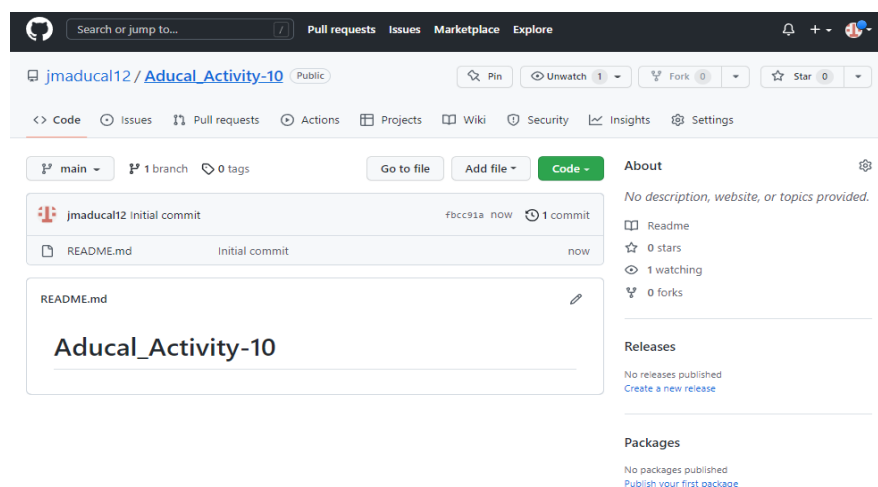 Search or jump to... /
Pull requests Issues Marketplace Explore
jmaducal12 / Aducal_Activity-10 Public
Pin Unwatch 1 Fork 0 Star 0
<> Code Issues Pull requests Actions Projects Wiki Security Insights Settings
main 1 branch 0 tags Go to file Add file Code
jmaducal12 Initial commit fbcc91a now 1 commit
README.md Initial commit now
README.md
Aducal_Activity-10
About
No description, website, or topics provided.
Readme
0 stars
1 watching
0 forks
Releases
No releases published
Create a new release
Packages
No packages published
Publish your first package